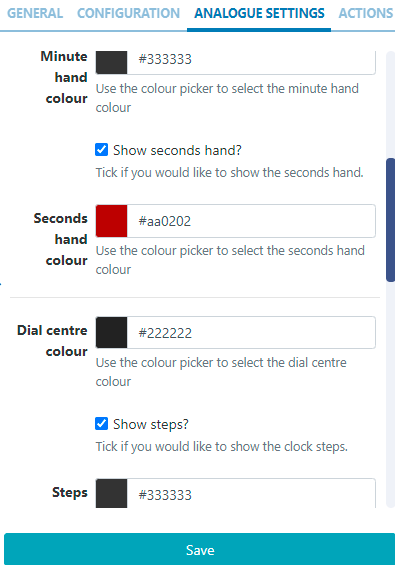 GENERAL CONFIGURATION ANALOGUE SETTINGS ACTIONS
Minute hand colour
#333333
Use the colour picker to select the minute hand
colour
Show seconds hand?
Tick if you would like to show the seconds hand.
Seconds
hand
colour
#aa0202
Use the colour picker to select the seconds hand
colour
Dial centre
colour
#222222
Use the colour picker to select the dial centre
colour
Show steps?
Tick if you would like to show the clock steps.
Steps
#333333
Save